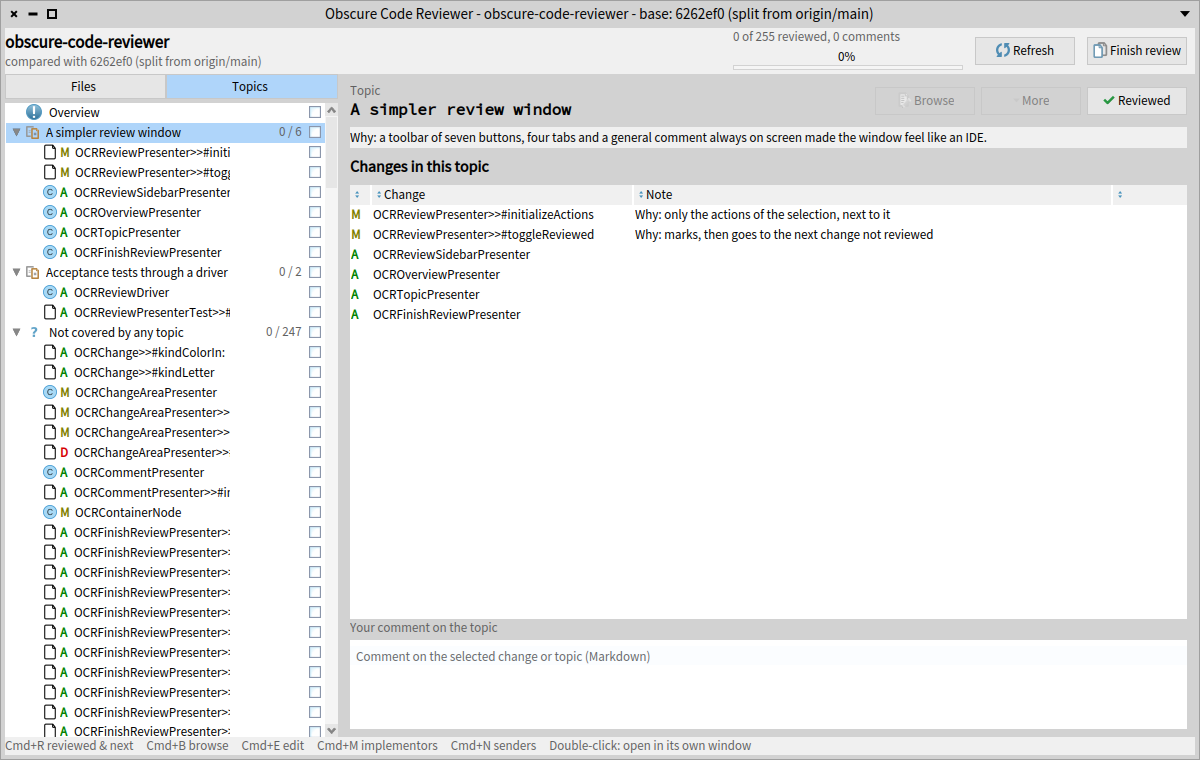 Obscure Code Reviewer - obscure-code-reviewer - base: 6262ef0 (split from origin/main)
obscure-code-reviewer
compared with 6262ef0 (split from origin/main)
0 of 255 reviewed, 0 comments
0%
Refresh
Finish review
Files
Topics
Overview
A simpler review window 0 / 6
M OCRReviewPresenter>>#initi
M OCRReviewPresenter>>#togg
C A OCRReviewSidebarPresenter
C A OCROverviewPresenter
C A OCRTopicPresenter
C A OCRFinishReviewPresenter
Acceptance tests through a driver 0 / 2
C A OCRReviewDriver
A OCRReviewPresenterTest>>#
? Not covered by any topic 0 / 247
A OCRChange>>#kindColorIn:
A OCRChange>>#kindLetter
C M OCRChangeAreaPresenter
M OCRChangeAreaPresenter>>
M OCRChangeAreaPresenter>>
D OCRChangeAreaPresenter>>
C A OCRCommentPresenter
A OCRCommentPresenter>>#in
C M OCRContainerNode
A OCRFinishReviewPresenter>>
A OCRFinishReviewPresenter>>
A OCRFinishReviewPresenter>>
A OCRFinishReviewPresenter>>
A OCRFinishReviewPresenter>>
A OCRFinishReviewPresenter>>
A OCRFinishReviewPresenter>>
A OCRFinishReviewPresenter>>
A OCRFinishReviewPresenter>>
A OCRFinishReviewPresenter>>
A OCRFinishReviewPresenter>>
Topic
A simpler review window
Browse
More
Reviewed
Why: a toolbar of seven buttons, four tabs and a general comment always on screen made the window feel like an IDE.
Changes in this topic
Change Note
M OCRReviewPresenter>>#initializeActions Why: only the actions of the selection, next to it
M OCRReviewPresenter>>#toggleReviewed Why: marks, then goes to the next change not reviewed
A OCRReviewSidebarPresenter
A OCROverviewPresenter
A OCRTopicPresenter
A OCRFinishReviewPresenter
Your comment on the topic
Comment on the selected change or topic (Markdown)
Cmd+R reviewed & next Cmd+B browse Cmd+E edit Cmd+M implementors Cmd+N senders Double-click: open in its own window